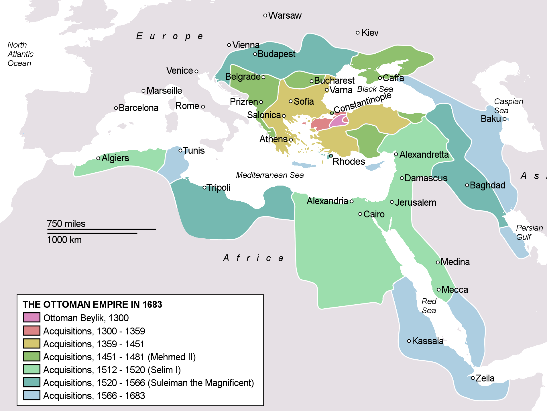 Warsaw
Kiev
North
Atlantic
Ocean
Europe
Vienna
Budapest
Venice
Belgrade
Bucharest
Caffa
Black Sea
Varna
Marseille
Barcelona
Rome
Prizren
Sofia
Constantinople
Caspian
Sea
Baku
Salonica
Athens
Algiers
Tunis
Rhodes
Alexandretta
As
Mediterranean Sea
Damascus
Baghdad
Tripoli
Alexandria
Jerusalem
Cairo
750 miles
1000 km
Persian
Gulf
Africa
Medina
Mecca
Red
Sea
Kassala
Zeila
THE OTTOMAN EMPIRE IN 1683
Ottoman Beylik, 1300
Acquisitions, 1300 - 1359
Acquisitions, 1359 - 1451
Acquisitions, 1451 - 1481 (Mehmed II)
Acquisitions, 1512 - 1520 (Selim I)
Acquisitions, 1520 - 1566 (Suleiman the Magnificent)
Acquisitions, 1566 - 1683